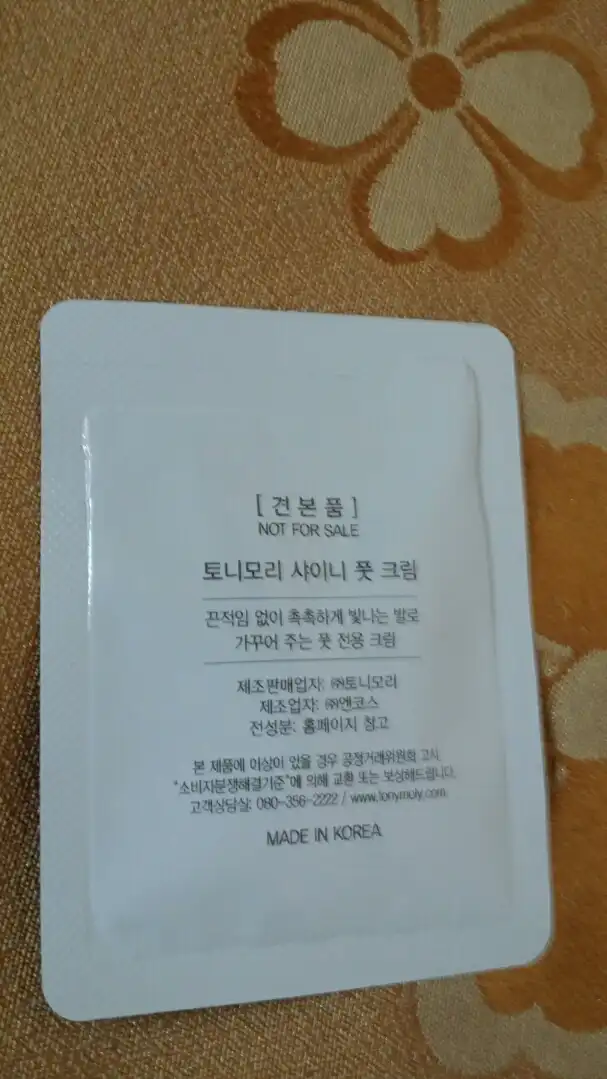 [견본품]
NOT FOR SALE
토니모리 샤이니 풋 크림
끈적임 없이 촉촉하게 빛나는 발로
가꾸어 주는 풋 전용 크림
제조판매업자: ㈜토니모리
제조업자: ㈜앤코스
전성분: 홈페이지 참고
본 제품에 이상이 있을 경우 공정거래위원회 고시
"소비자분쟁해결기준"에 의해 교환 또는 보상해드립니다.
고객상담실: 080-356-2222 / www.tonymoly.com
MADE IN KOREA